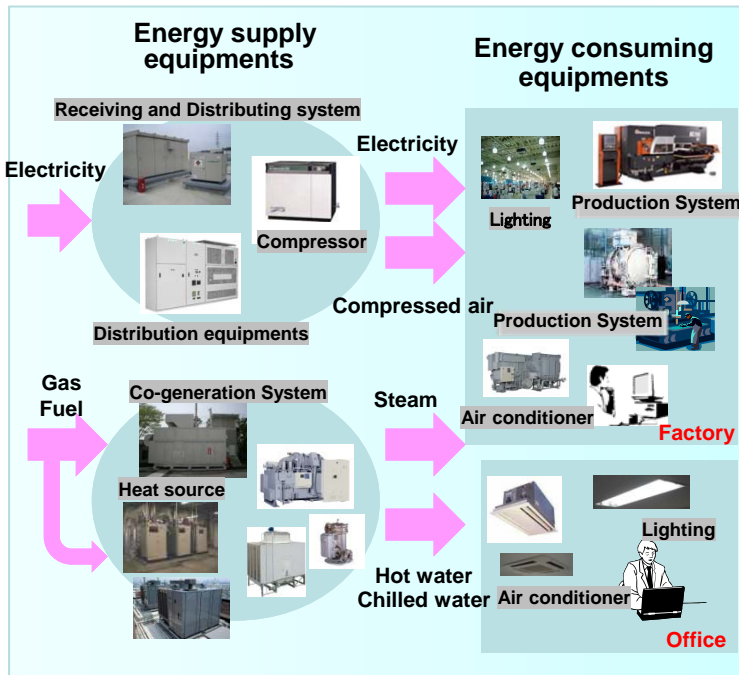 Energy supply
equipments
Energy consuming
equipments
Receiving and Distributing system
Electricity
Compressor
Distribution equipments
Electricity
Compressed air
Lighting
Production System
Production System
Air conditioner
Factory
Gas
Fuel
Co-generation System
Heat source
Steam
Hot water
Chilled water
Lighting
Air conditioner
Office